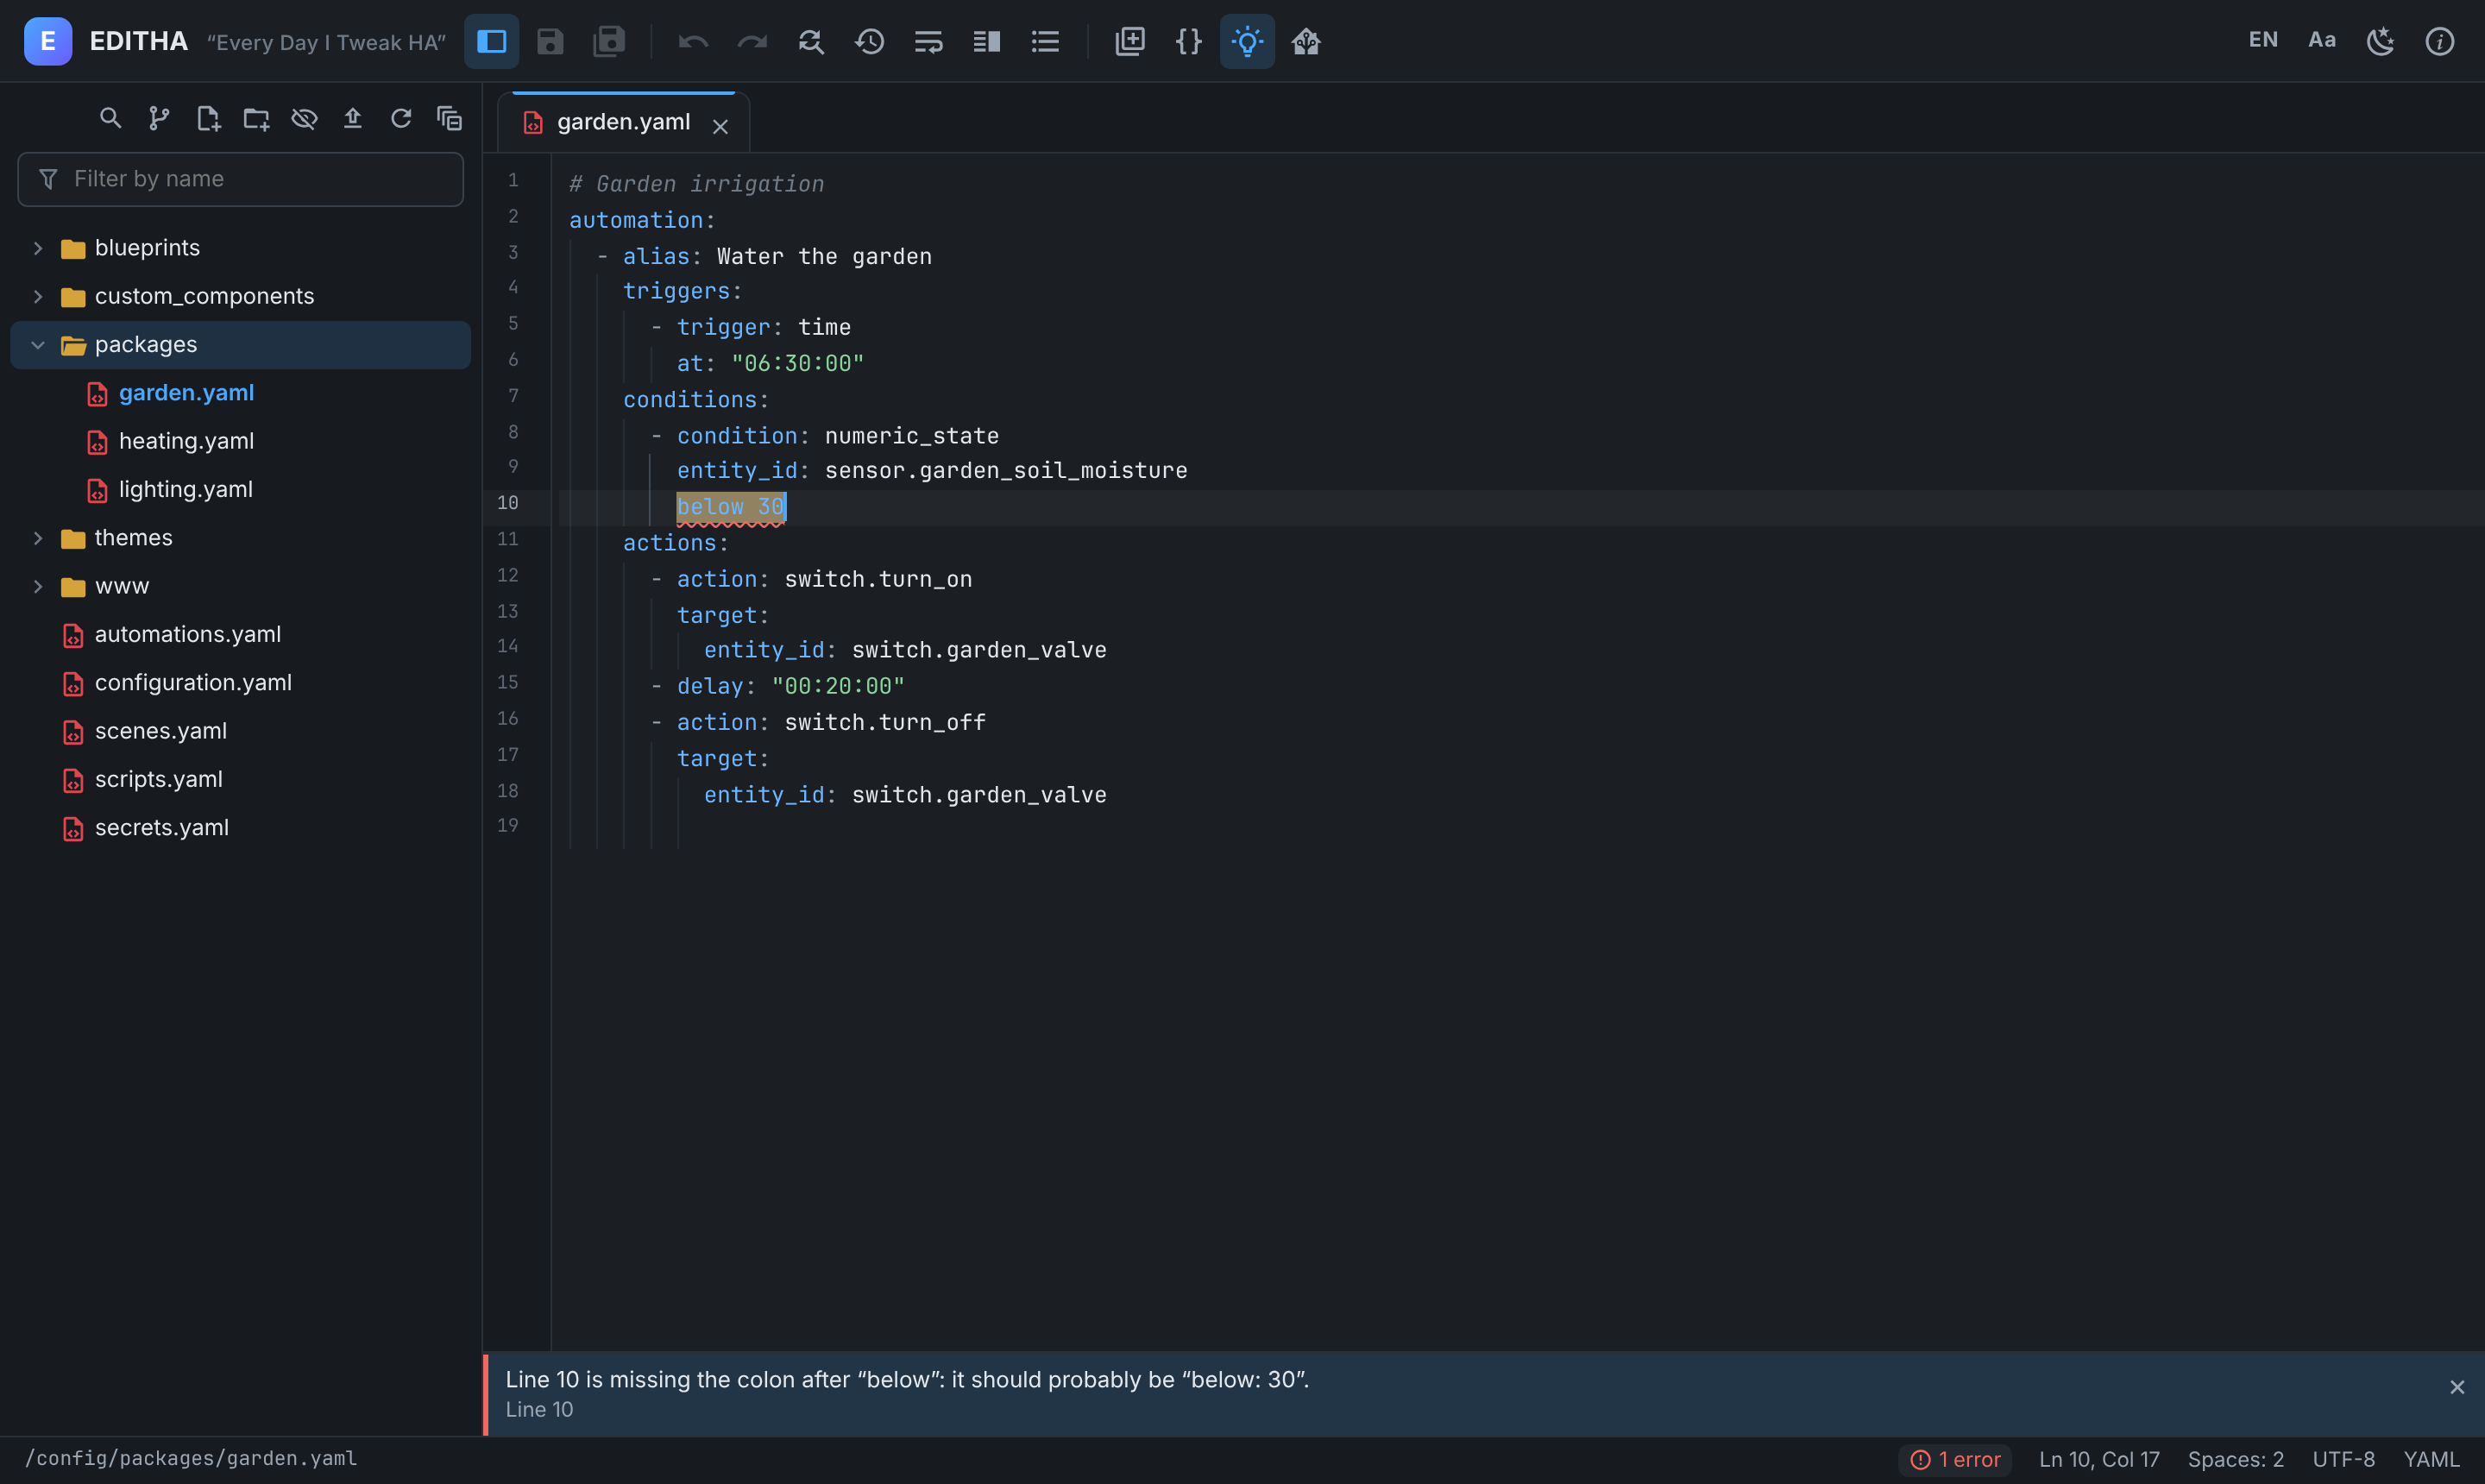 E EDITHA “Every Day I Tweak HA” EN Aa
Filter by name
blueprints
custom_components
packages
garden.yaml
heating.yaml
lighting.yaml
themes
www
automations.yaml
configuration.yaml
scenes.yaml
scripts.yaml
secrets.yaml
garden.yaml
1 # Garden irrigation
2 automation:
3   - alias: Water the garden
4     triggers:
5       - trigger: time
6         at: "06:30:00"
7     conditions:
8       - condition: numeric_state
9         entity_id: sensor.garden_soil_moisture
10         below 30
11     actions:
12       - action: switch.turn_on
13         target:
14           entity_id: switch.garden_valve
15       - delay: "00:20:00"
16       - action: switch.turn_off
17         target:
18           entity_id: switch.garden_valve
19
Line 10 is missing the colon after “below”: it should probably be “below: 30”.
Line 10
/config/packages/garden.yaml 1 error Ln 10, Col 17 Spaces: 2 UTF-8 YAML